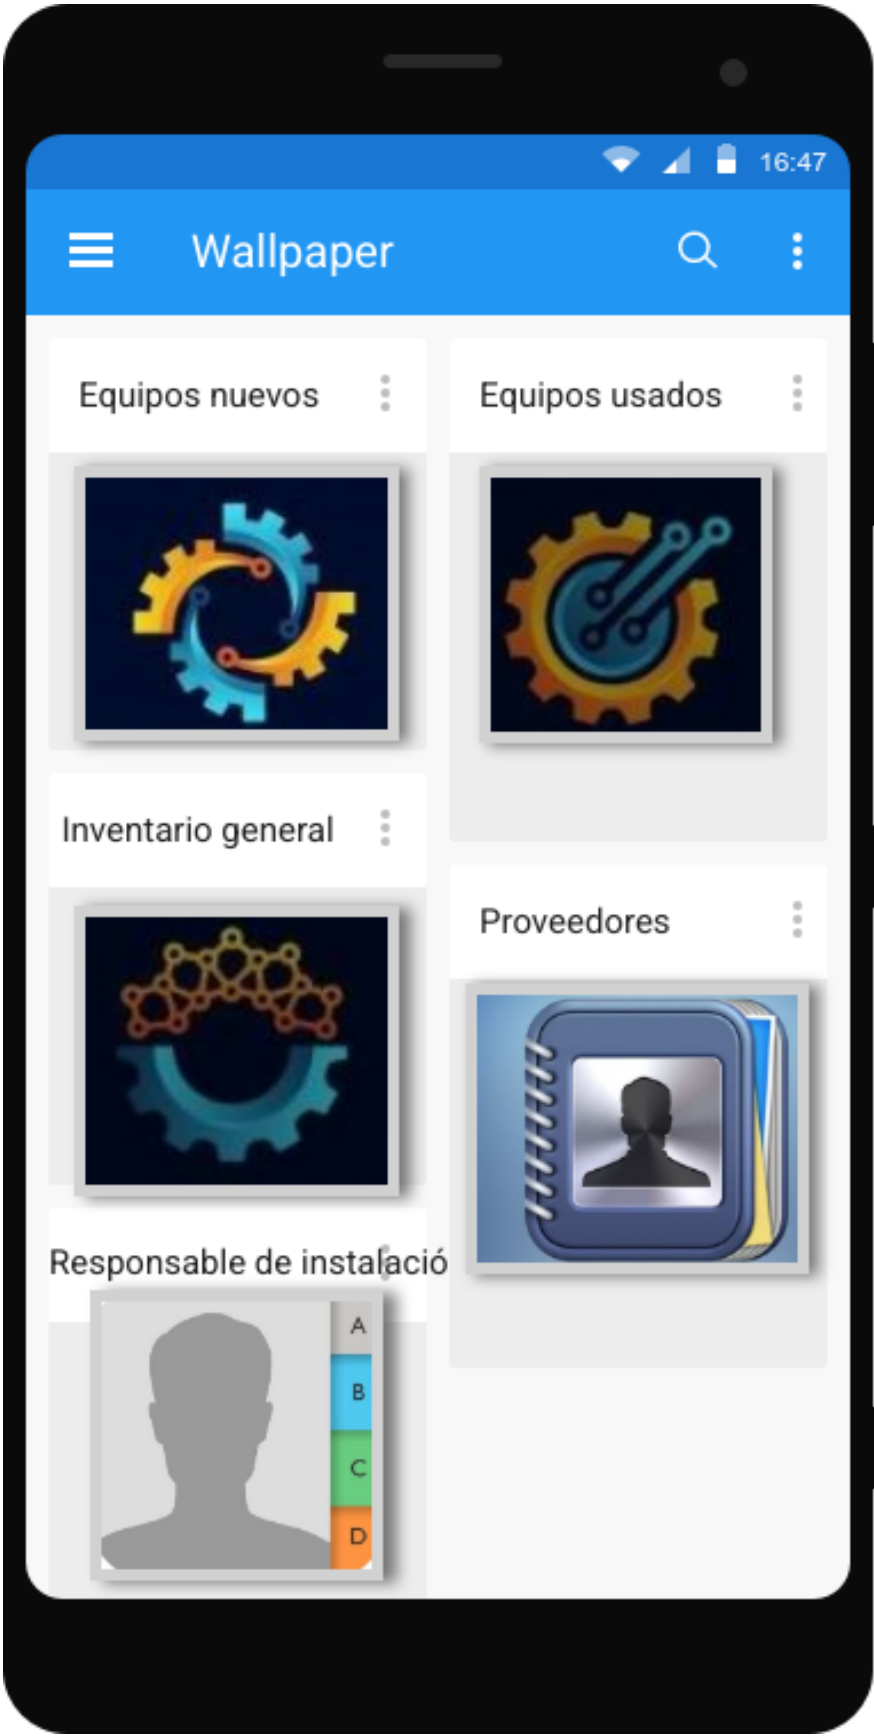 16:47
Wallpaper
Equipos nuevos
Equipos usados
Inventario general
Proveedores
Responsable de instalació
A
B
C
D